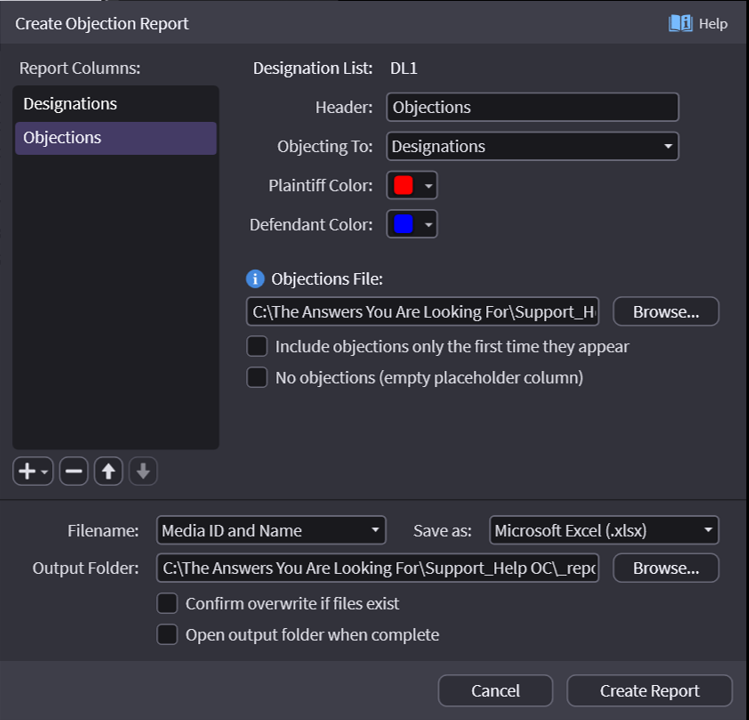 Create Objection Report
Help
Report Columns:
Designations
Objections
Designation List: DL1
Header: Objections
Objecting To: Designations
Plaintiff Color:
Defendant Color:
Objections File:
C:\The Answers You Are Looking For\Support_H
Browse...
Include objections only the first time they appear
No objections (empty placeholder column)
Filename: Media ID and Name
Save as: Microsoft Excel (.xlsx)
Output Folder: C:\The Answers You Are Looking For\Support_Help OC\_repo
Browse...
Confirm overwrite if files exist
Open output folder when complete
Cancel
Create Report